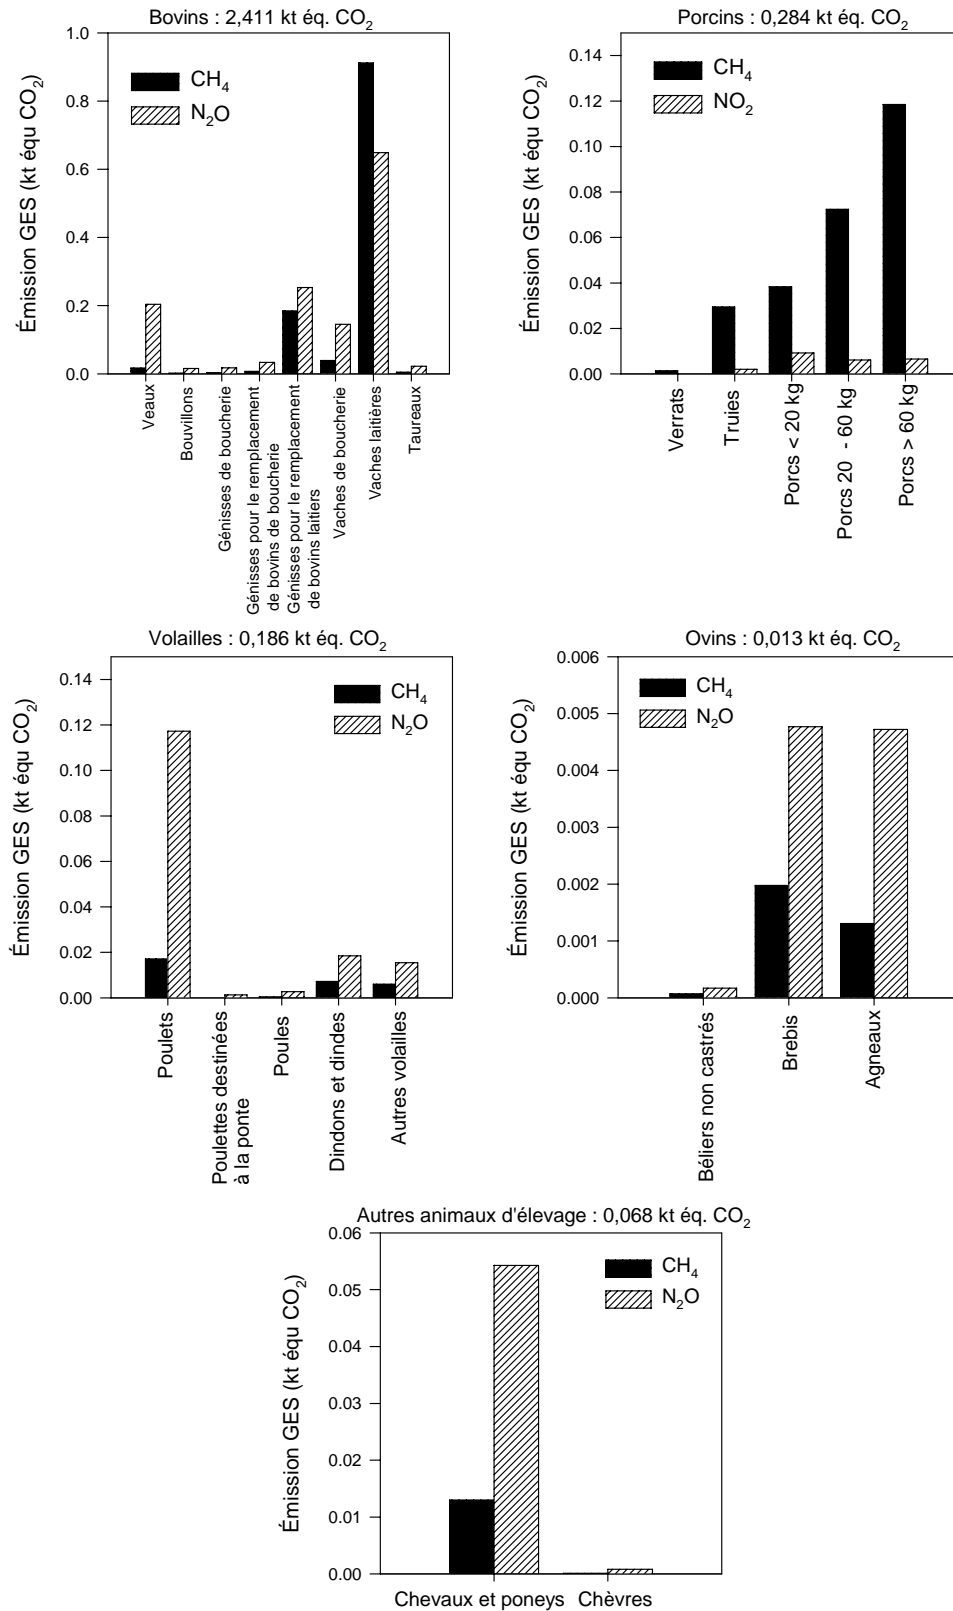 Bovins : 2,411 kt éq. CO2
Émission GES (kt équ CO2)
1.0
0.8
0.6
0.4
0.2
0.0
CH4
N2O
Veaux
Bouvillons
Génisses de boucherie
Génisses pour le remplacement
de bovins de boucherie
Génisses pour le remplacement
de bovins laitiers
Vaches de boucherie
Vaches laitières
Taureaux
Porcins : 0,284 kt éq. CO2
Émission GES (kt équ CO2)
0.14
0.12
0.10
0.08
0.06
0.04
0.02
0.00
CH4
NO2
Verrats
Truies
Porcs < 20 kg
Porcs 20 - 60 kg
Porcs > 60 kg
Volailles : 0,186 kt éq. CO2
Émission GES (kt équ CO2)
0.14
0.12
0.10
0.08
0.06
0.04
0.02
0.00
CH4
N2O
Poulets
Poulettes destinées
à la ponte
Poules
Dindons et dindes
Autres volailles
Ovins : 0,013 kt éq. CO2
Émission GES (kt équ CO2)
0.006
0.005
0.004
0.003
0.002
0.001
0.000
CH4
N2O
Béliers non castrés
Brebis
Agneaux
Autres animaux d'élevage : 0,068 kt éq. CO2
Émission GES (kt équ CO2)
0.06
0.05
0.04
0.03
0.02
0.01
0.00
CH4
N2O
Chevaux et poneys
Chèvres